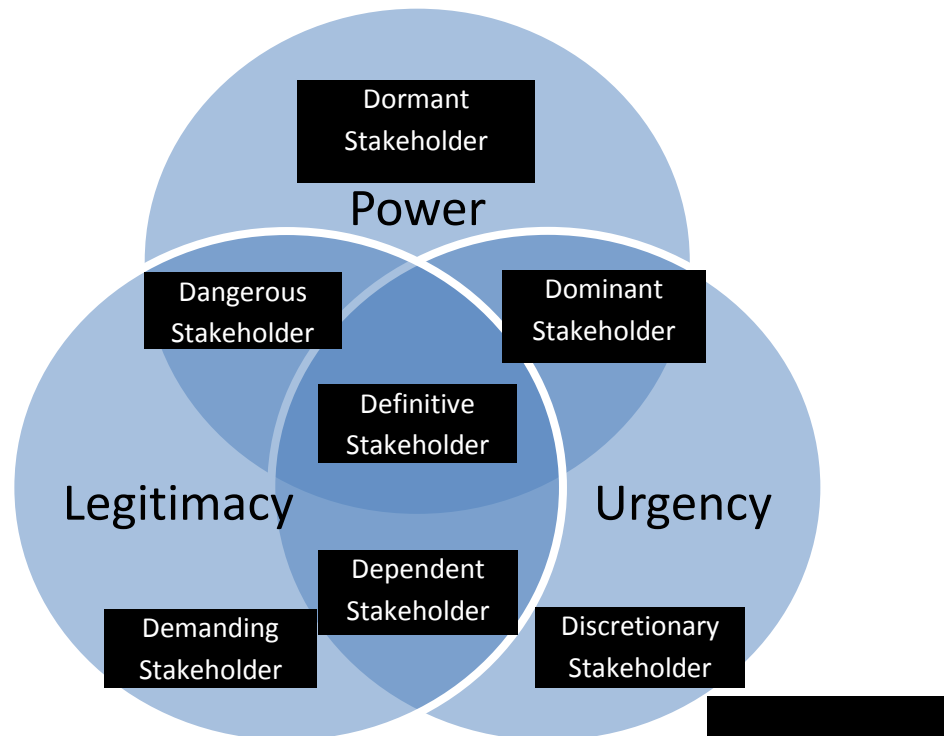 Dormant
Stakeholder
Power
Dangerous
Stakeholder
Dominant
Stakeholder
Definitive
Stakeholder
Legitimacy
Urgency
Dependent
Stakeholder
Demanding
Stakeholder
Discretionary
Stakeholder